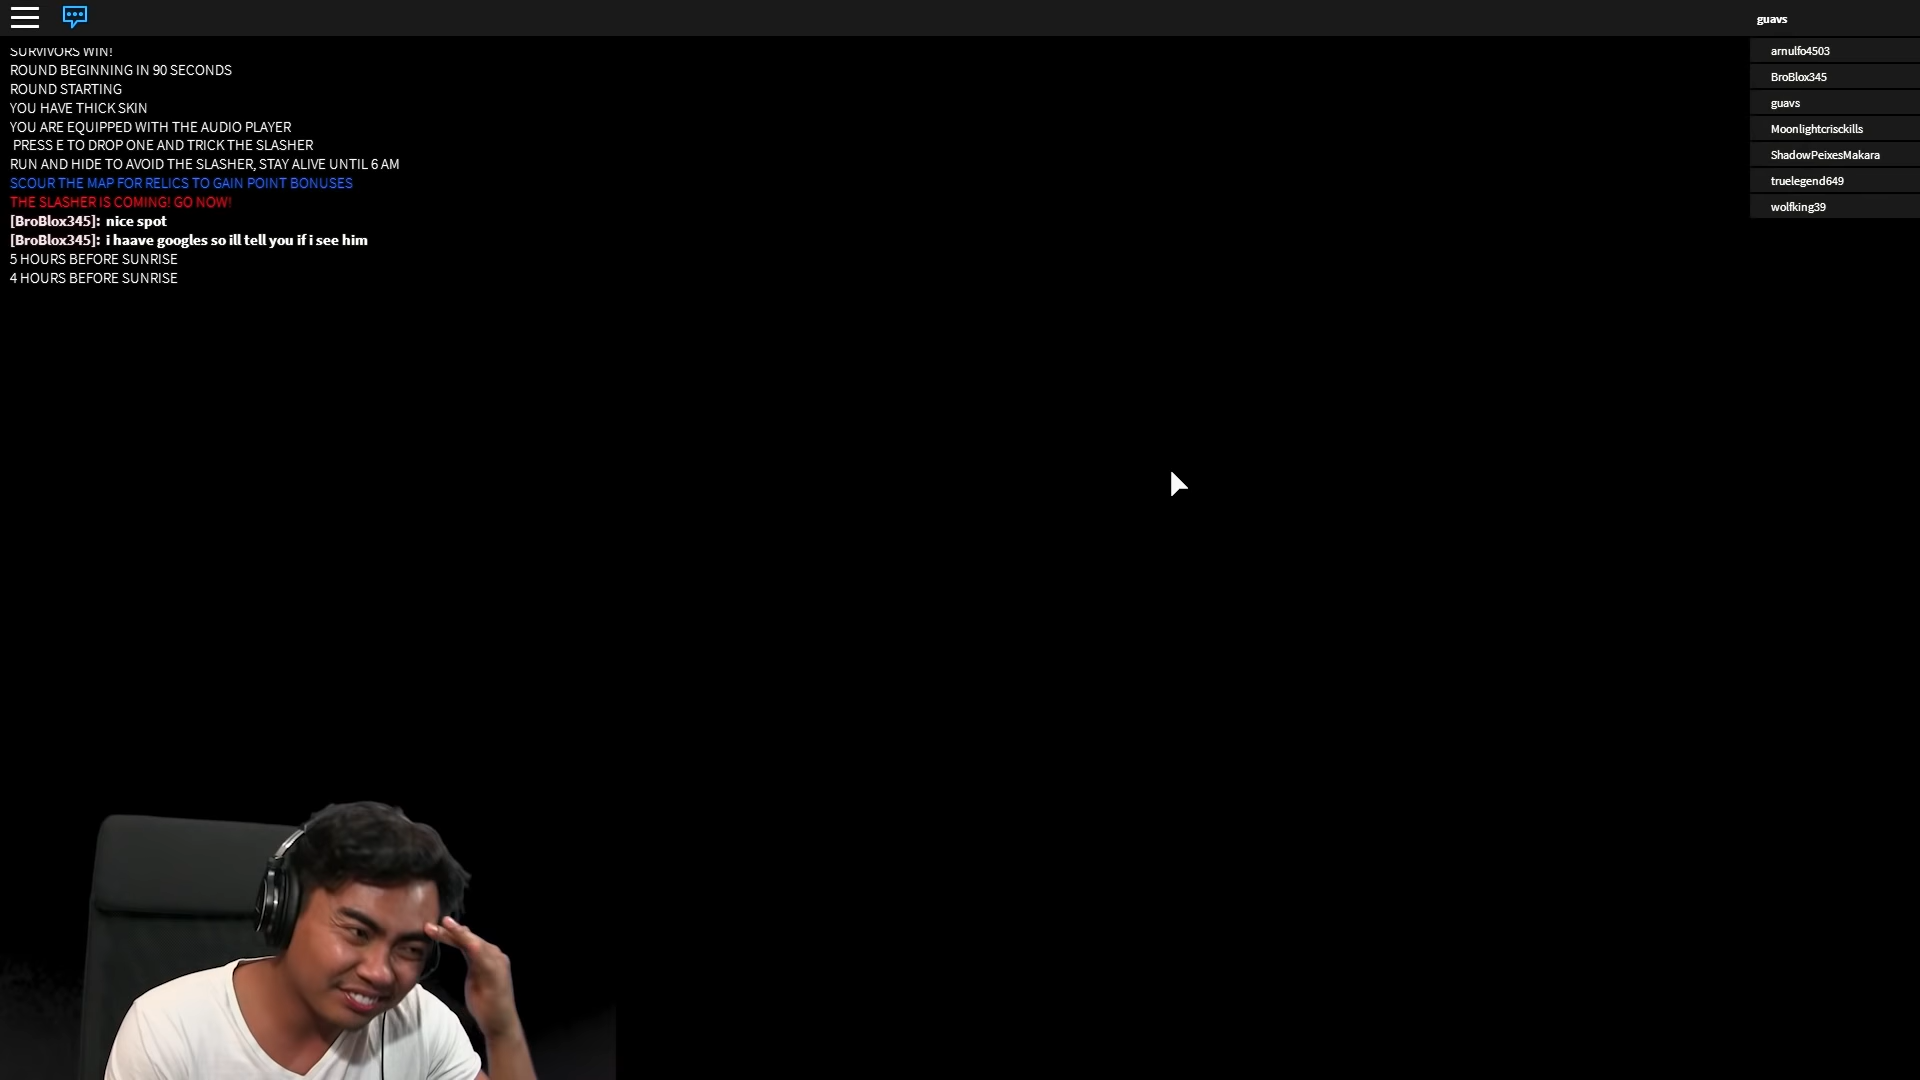 guavs
SURVIVORS WIN!
ROUND BEGINNING IN 90 SECONDS
ROUND STARTING
YOU HAVE THICK SKIN
YOU ARE EQUIPPED WITH THE AUDIO PLAYER
PRESS E TO DROP ONE AND TRICK THE SLASHER
RUN AND HIDE TO AVOID THE SLASHER, STAY ALIVE UNTIL 6 AM
SCOUR THE MAP FOR RELICS TO GAIN POINT BONUSES
THE SLASHER IS COMING! GO NOW!
[BroBlox345]: nice spot
[BroBlox345]: i haave googles so ill tell you if i see him
5 HOURS BEFORE SUNRISE
4 HOURS BEFORE SUNRISE
arnulfo4503
BroBlox345
guavs
Moonlightcrisckills
ShadowPeixesMakara
truelegend649
wolfking39